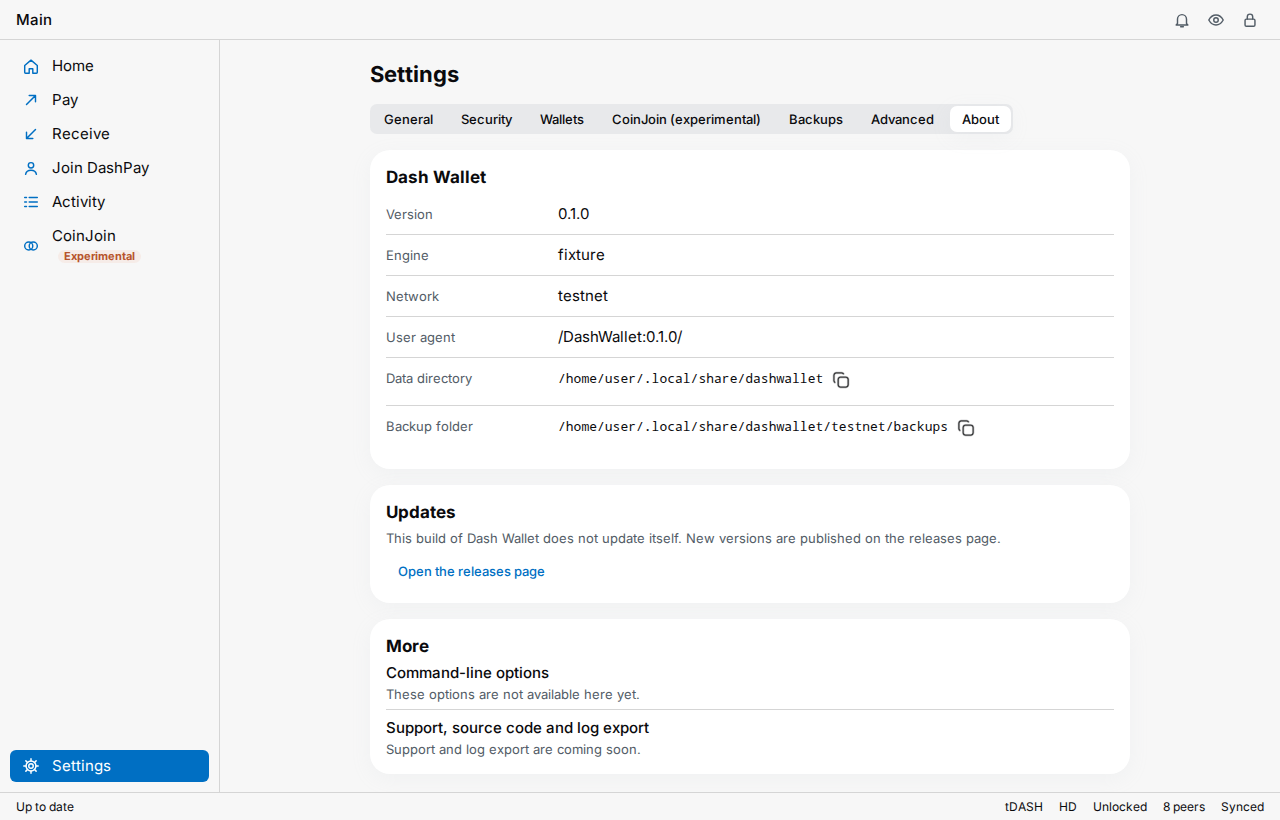 Main
Home
Pay
Receive
Join DashPay
Activity
CoinJoin
Experimental
Settings
Settings
General Security Wallets CoinJoin (experimental) Backups Advanced About
Dash Wallet
Version 0.1.0
Engine fixture
Network testnet
User agent /DashWallet:0.1.0/
Data directory /home/user/.local/share/dashwallet
Backup folder /home/user/.local/share/dashwallet/testnet/backups
Updates
This build of Dash Wallet does not update itself. New versions are published on the releases page.
Open the releases page
More
Command-line options
These options are not available here yet.
Support, source code and log export
Support and log export are coming soon.
Up to date tDASH HD Unlocked 8 peers Synced